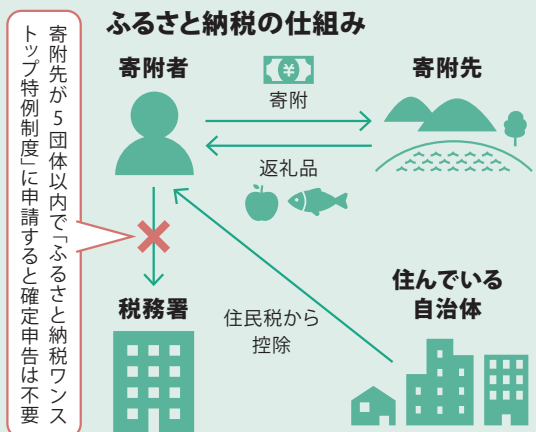 ふるさと納税の仕組み
寄附先が5団体以内で「ふるさと納税ワンス
トップ特例制度」に申請すると確定申告は不要
寄附者
¥
寄附
寄附先
返礼品
税務署
住民税から
控除
住んでいる
自治体